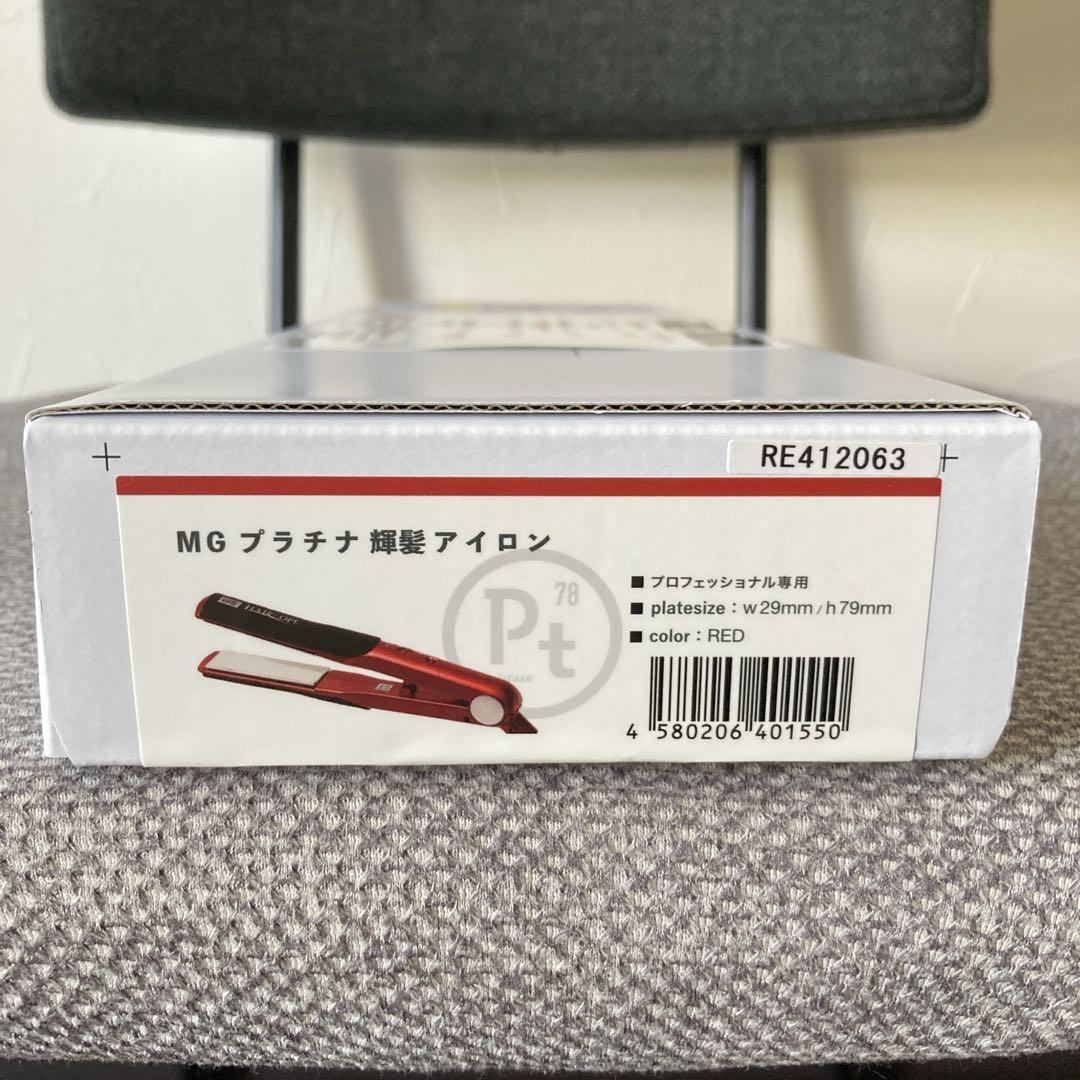 RE412063
MG プラチナ 輝髪 アイロン
78
Pt
■ プロフェッショナル専用
■ platesize : w29mm / h79mm
■ color : RED
4 580206 401550